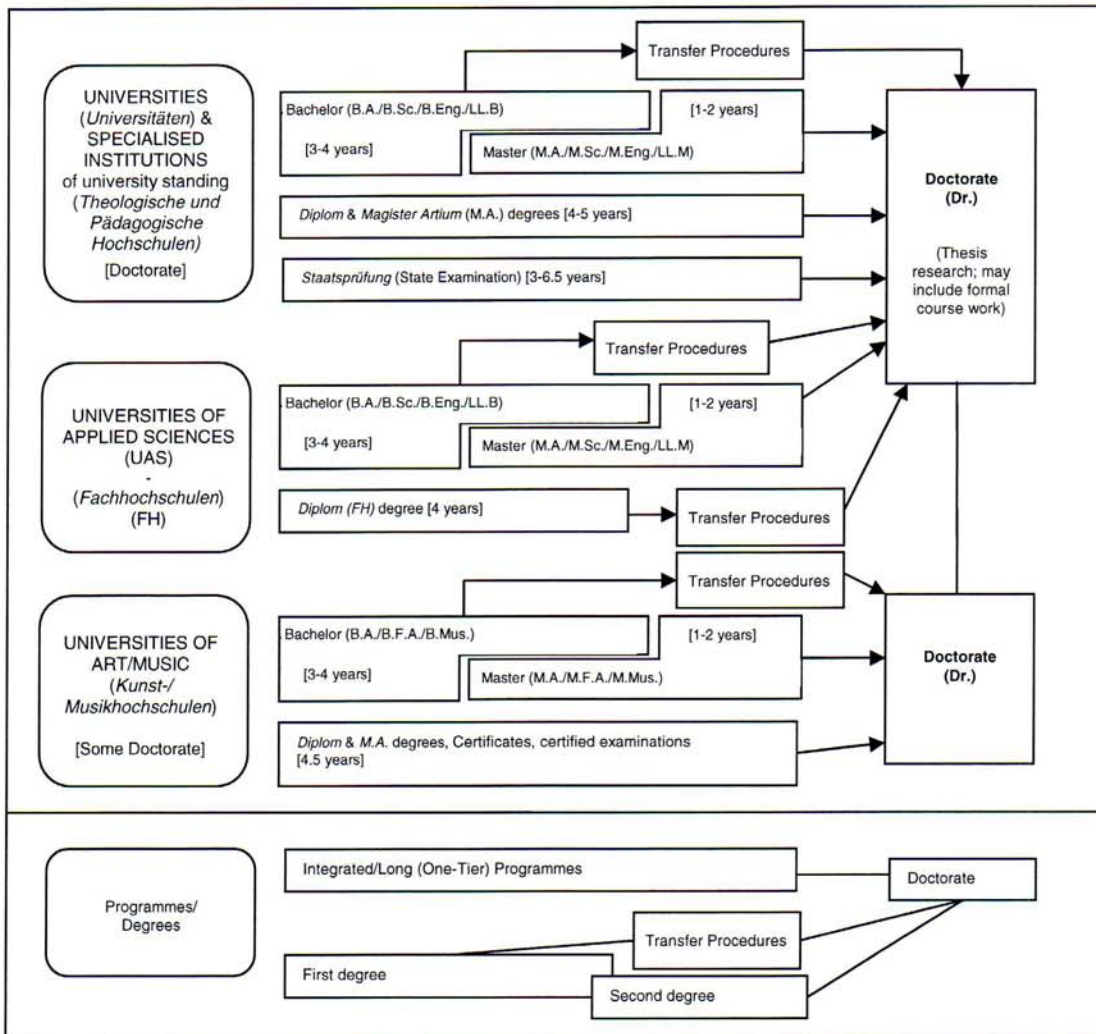 Transfer Procedures
UNIVERSITIES
(Universitäten) &
SPECIALISED
INSTITUTIONS
of university standing
(Theologische und
Pädagogische
Hochschulen)
[Doctorate]
Bachelor (B.A./B.Sc./B.Eng./LL.B)
[3-4 years]
[1-2 years]
Master (M.A./M.Sc./M.Eng./LL.M)
Diplom & Magister Artium (M.A.) degrees [4-5 years]
Staatsprüfung (State Examination) [3-6.5 years]
Doctorate
(Dr.)
(Thesis
research; may
include formal
course work)
Transfer Procedures
UNIVERSITIES OF
APPLIED SCIENCES
(UAS)
-
(Fachhochschulen)
(FH)
Bachelor (B.A./B.Sc./B.Eng./LL.B)
[3-4 years]
[1-2 years]
Master (M.A./M.Sc./M.Eng./LL.M)
Diplom (FH) degree [4 years]
Transfer Procedures
Transfer Procedures
UNIVERSITIES OF
ART/MUSIC
(Kunst-/
Musikhochschulen)
[Some Doctorate]
Bachelor (B.A./B.F.A./B.Mus.)
[3-4 years]
[1-2 years]
Master (M.A./M.F.A./M.Mus.)
Diplom & M.A. degrees, Certificates, certified examinations
[4.5 years]
Doctorate
(Dr.)
Programmes/
Degrees
Integrated/Long (One-Tier) Programmes
Doctorate
Transfer Procedures
First degree
Second degree